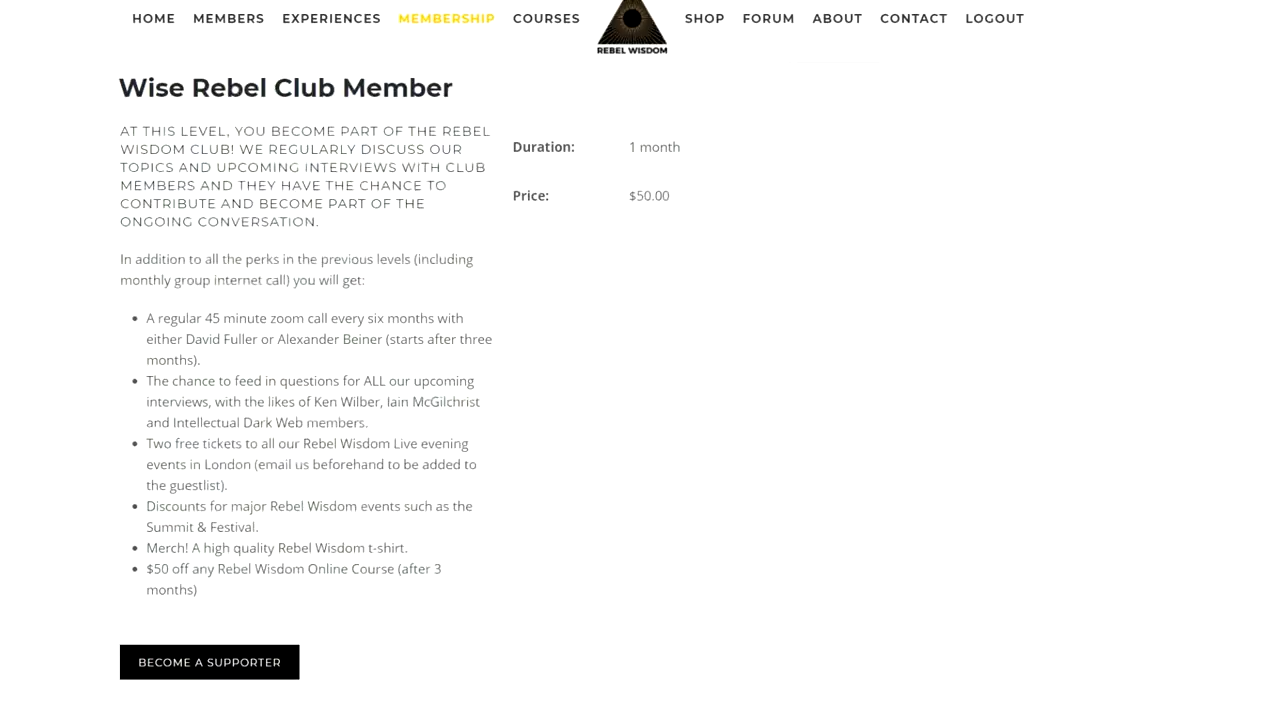 HOME MEMBERS EXPERIENCES MEMBERSHIP COURSES SHOP FORUM ABOUT CONTACT LOGOUT
REBEL WISDOM
Wise Rebel Club Member
AT THIS LEVEL, YOU BECOME PART OF THE REBEL
WISDOM CLUB! WE REGULARLY DISCUSS OUR
TOPICS AND UPCOMING INTERVIEWS WITH CLUB
MEMBERS AND THEY HAVE THE CHANCE TO
CONTRIBUTE AND BECOME PART OF THE
ONGOING CONVERSATION.
In addition to all the perks in the previous levels (including
monthly group internet call) you will get:
• A regular 45 minute zoom call every six months with
either David Fuller or Alexander Beiner (starts after three
months).
• The chance to feed in questions for ALL our upcoming
interviews, with the likes of Ken Wilber, Iain McGilchrist
and Intellectual Dark Web members.
• Two free tickets to all our Rebel Wisdom Live evening
events in London (email us beforehand to be added to
the guestlist).
• Discounts for major Rebel Wisdom events such as the
Summit & Festival.
• Merch! A high quality Rebel Wisdom t-shirt.
• $50 off any Rebel Wisdom Online Course (after 3
months)
BECOME A SUPPORTER
Duration: 1 month
Price: $50.00